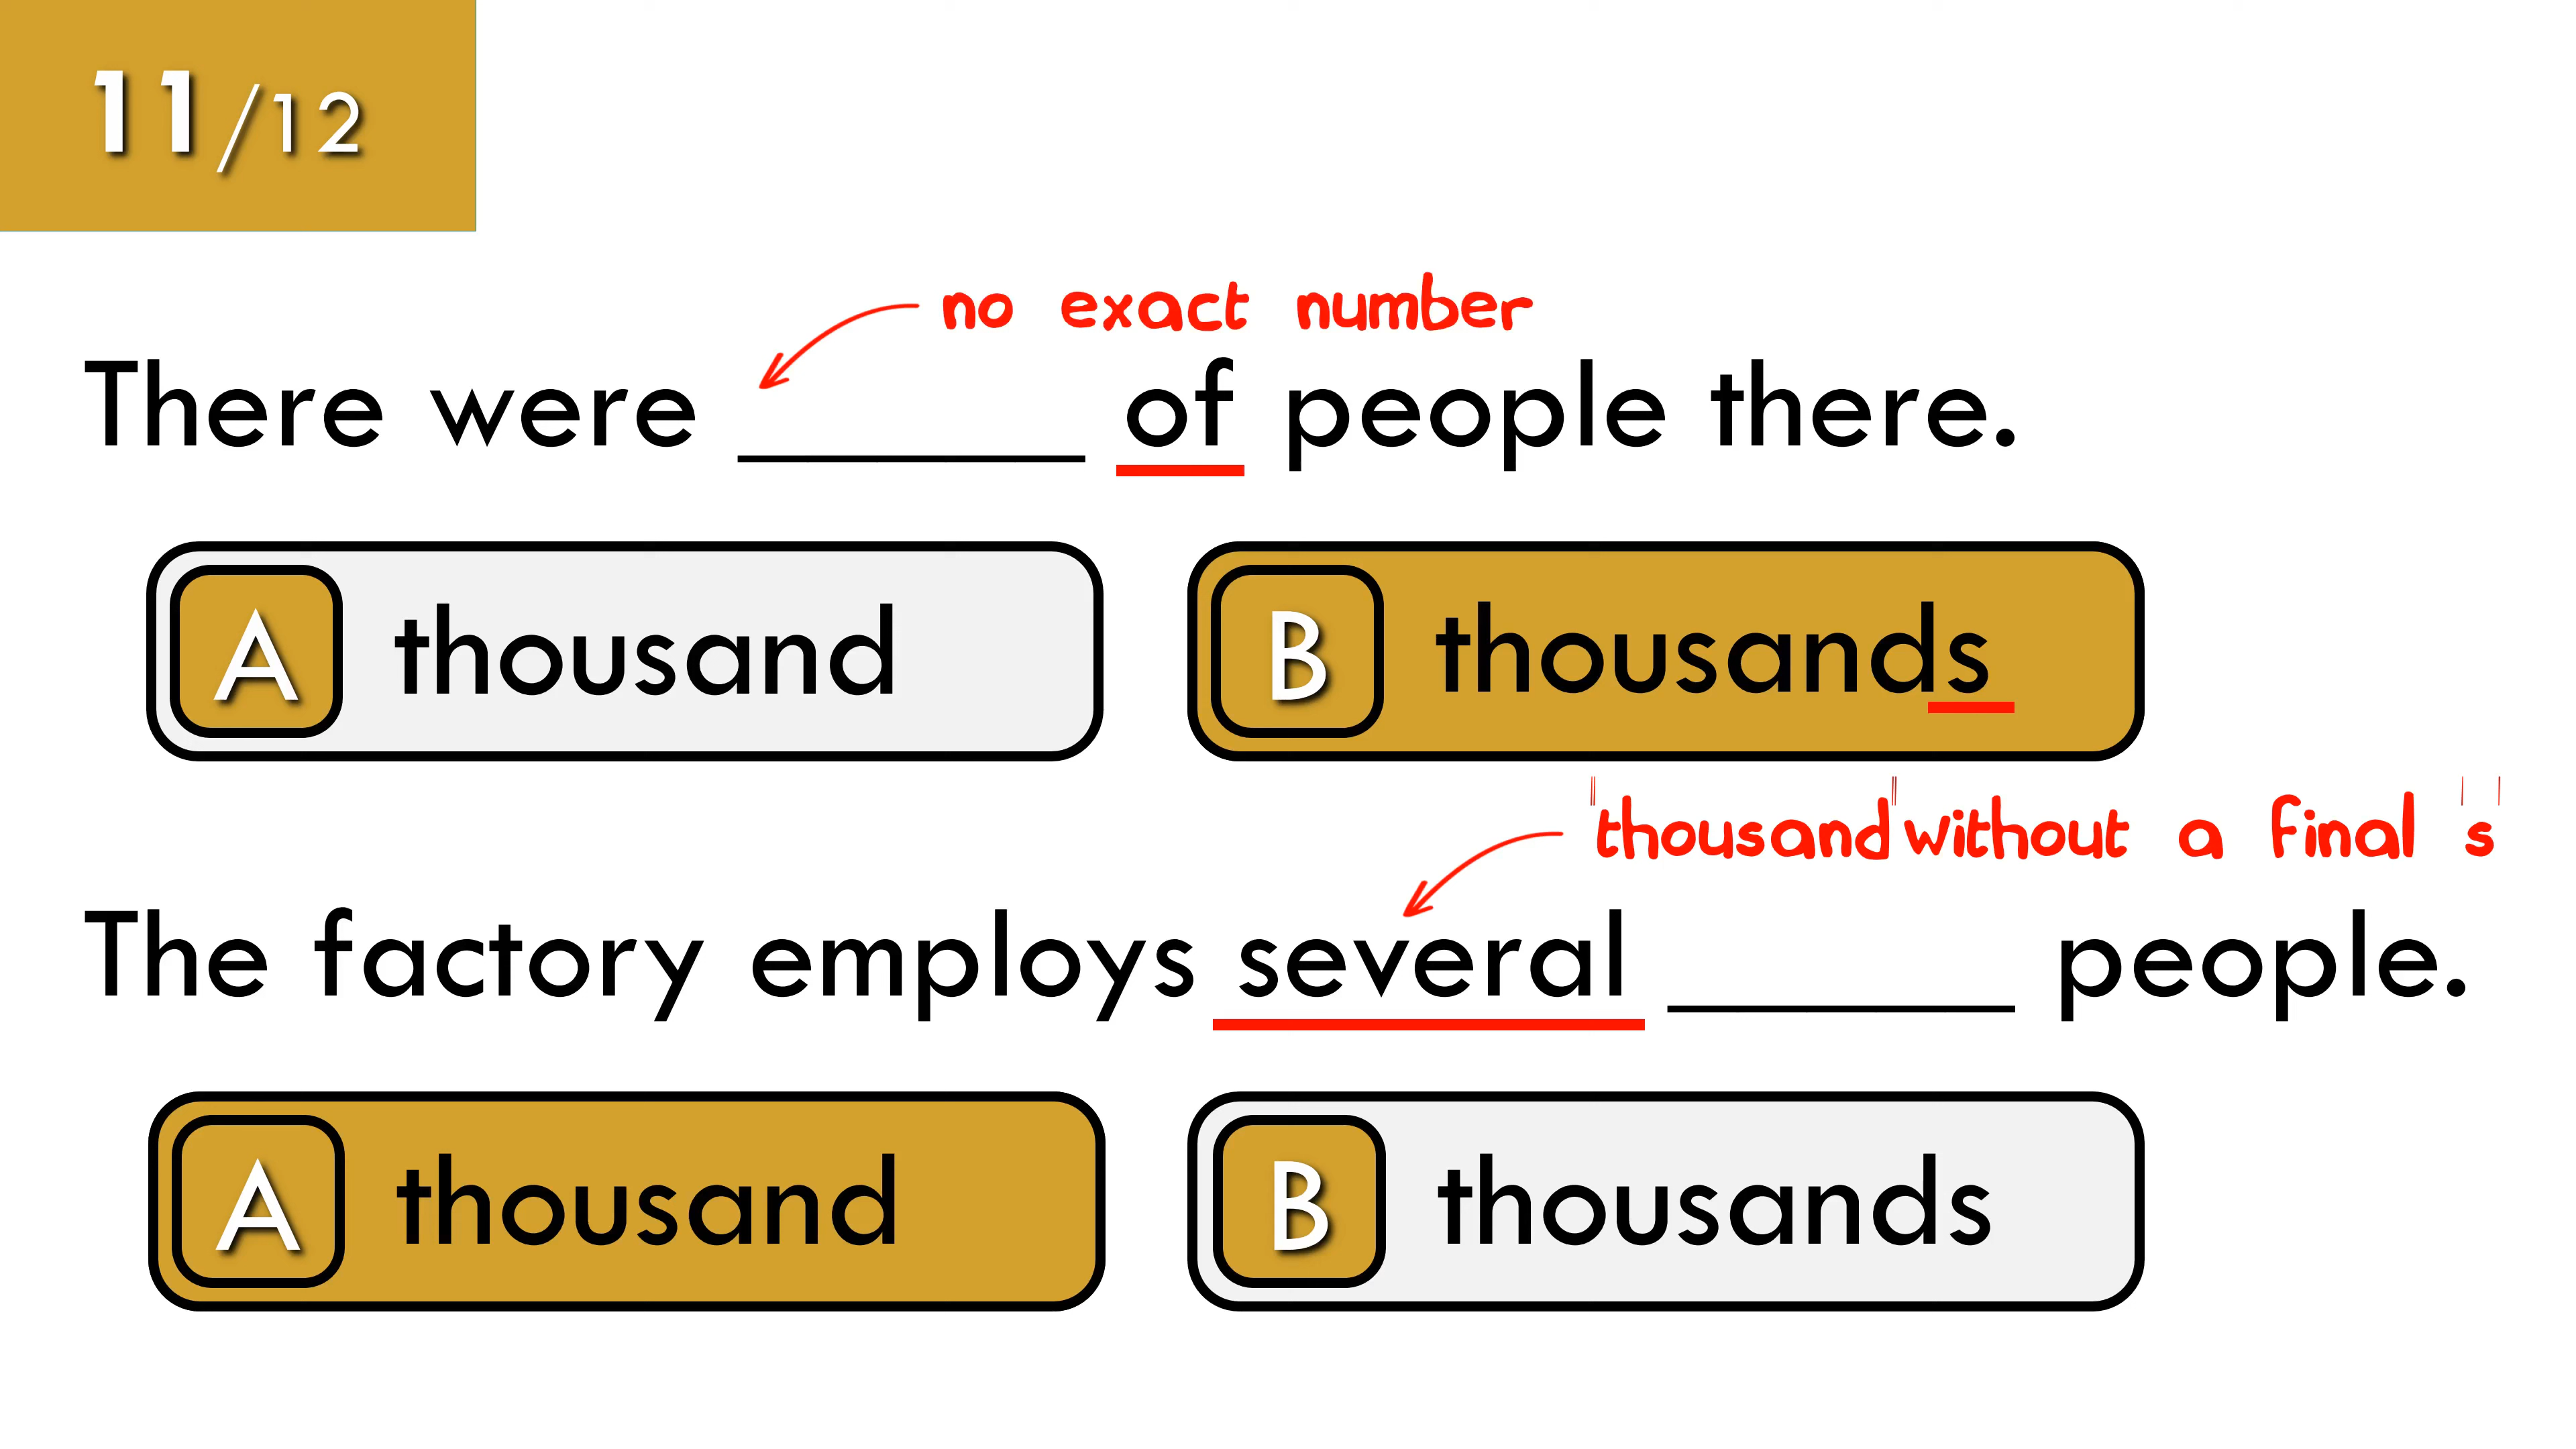 11/12
no exact number
There were ______ of people there.
A thousand
B thousands
"thousand" without a final 's'
The factory employs several ______ people.
A thousand
B thousands